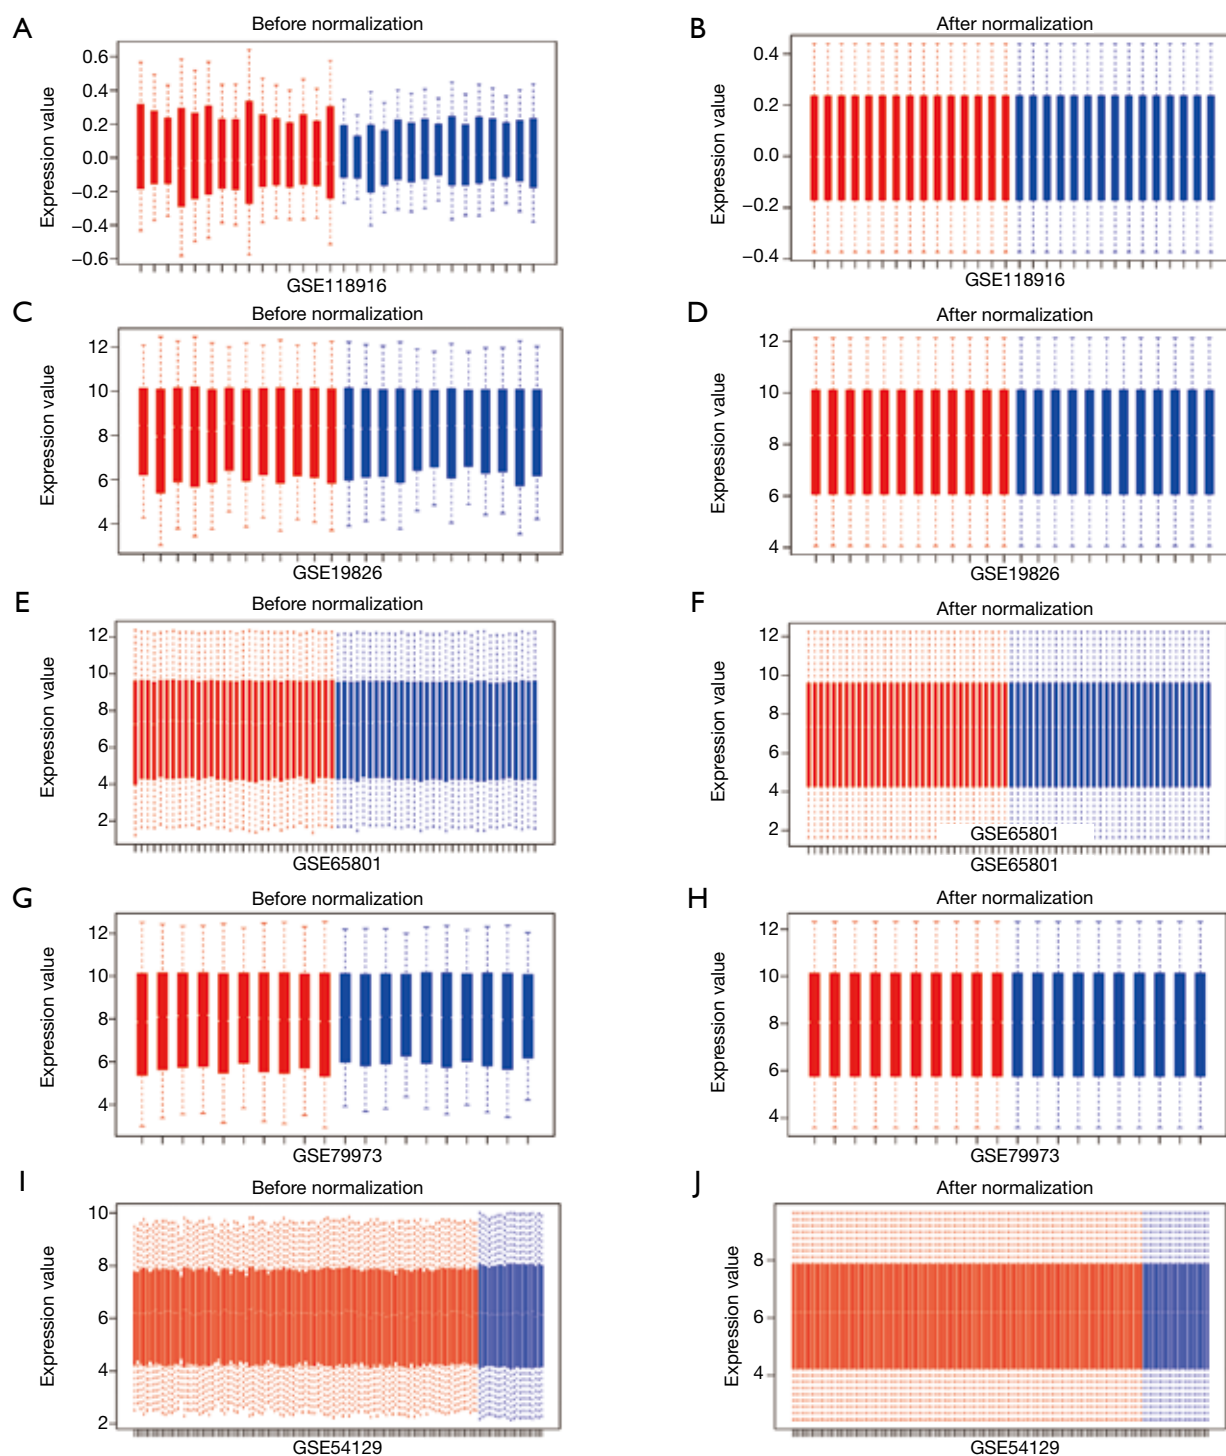 A
Before normalization
Expression value
0.6
0.4
0.2
0.0
−0.2
−0.4
−0.6
GSE118916
B
After normalization
Expression value
0.4
0.2
0.0
−0.2
−0.4
GSE118916
C
Before normalization
Expression value
12
10
8
6
4
GSE19826
D
After normalization
Expression value
12
10
8
6
4
GSE19826
E
Before normalization
Expression value
12
10
8
6
4
2
GSE65801
F
After normalization
Expression value
12
10
8
6
4
2
GSE65801
GSE65801
G
Before normalization
Expression value
12
10
8
6
4
GSE79973
H
After normalization
Expression value
12
10
8
6
4
GSE79973
I
Before normalization
Expression value
10
8
6
4
2
GSE54129
J
After normalization
Expression value
8
6
4
GSE54129